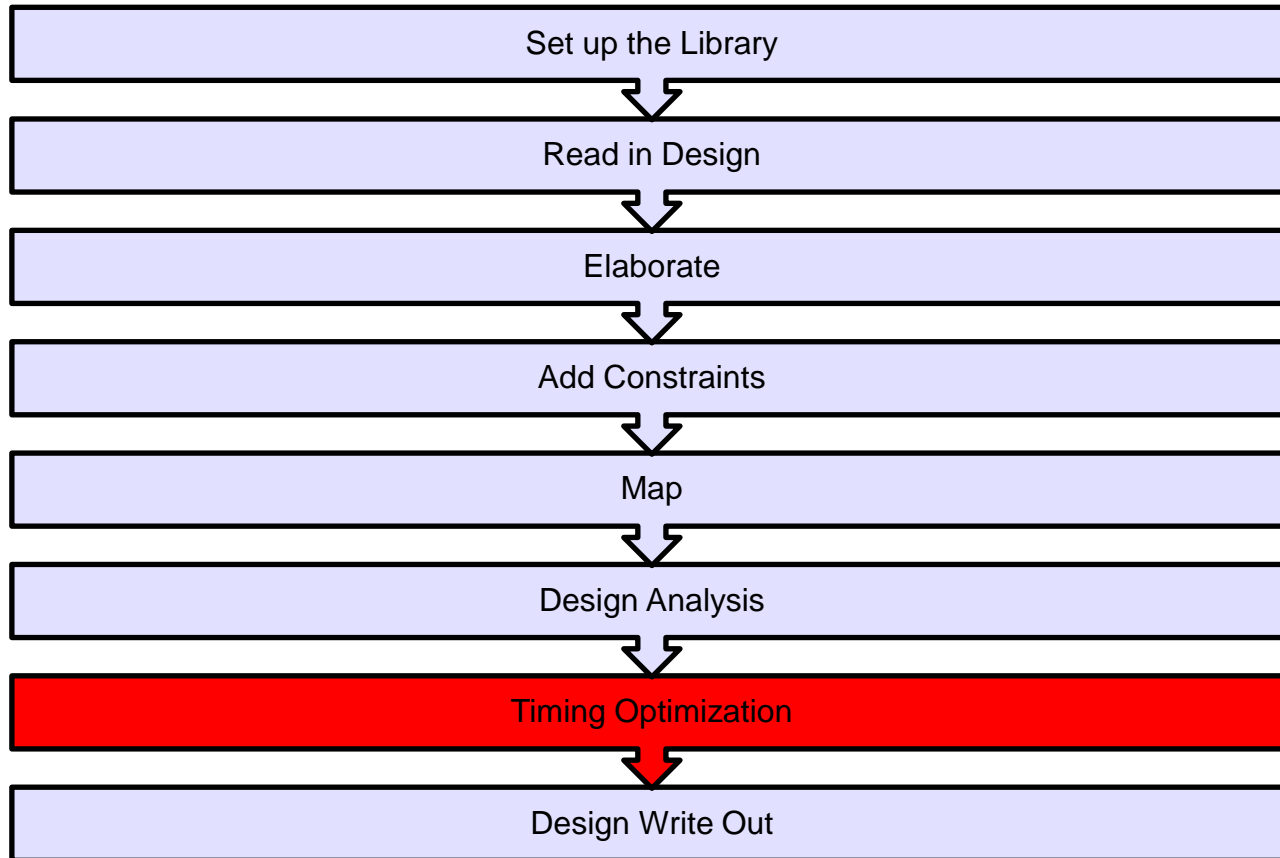 Set up the Library
Read in Design
Elaborate
Add Constraints
Map
Design Analysis
Timing Optimization
Design Write Out